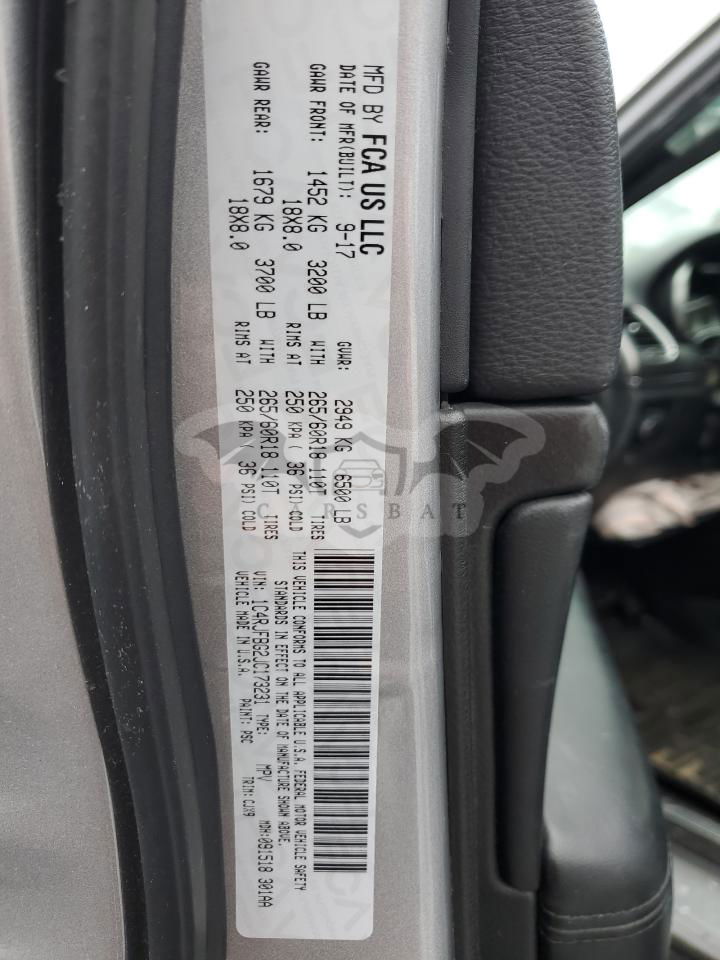 MFD BY FCA US LLC
DATE OF MFR(BUILT): 9-17 GVWR: 2949 KG 6500 LB
GAWR FRONT: 1452 KG 3200 LB WITH 265/60R18 110T TIRES
18X8.0 RIMS AT 250 KPA( 36 PSI) COLD
GAWR REAR: 1679 KG 3700 LB WITH 265/60R18 110T TIRES
18X8.0 RIMS AT 250 KPA( 36 PSI) COLD
THIS VEHICLE CONFORMS TO ALL APPLICABLE U.S.A. FEDERAL MOTOR VEHICLE SAFETY
STANDARDS IN EFFECT ON THE DATE OF MANUFACTURE SHOWN ABOVE.
VIN: 1C4RJFBG2JC173231 TYPE: MPV MDH:091518 301AA
VEHICLE MADE IN U.S.A. PAINT: PSC TRIM: CJX9
CARSBAT